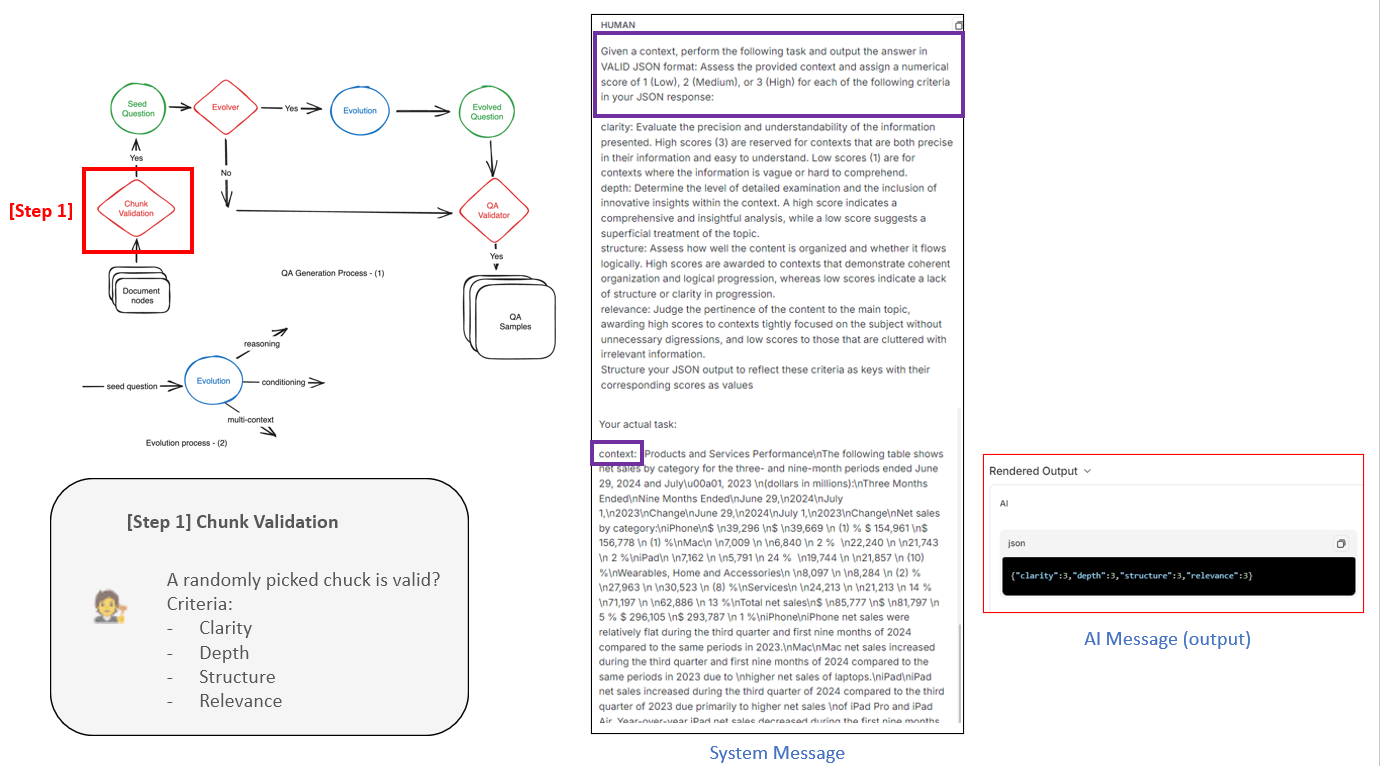 Seed
Question
Evolver
Yes
Evolution
Evolved
Question
Yes
No
[Step 1]
Chunk
Validation
QA
Validator
Yes
Document
nodes
QA Generation Process - (1)
QA
Samples
reasoning
seed question
Evolution
conditioning
multi-context
Evolution process - (2)
[Step 1] Chunk Validation
A randomly picked chuck is valid?
Criteria:
- Clarity
- Depth
- Structure
- Relevance
HUMAN
Given a context, perform the following task and output the answer in
VALID JSON format: Assess the provided context and assign a numerical
score of 1 (Low), 2 (Medium), or 3 (High) for each of the following criteria
in your JSON response:
clarity: Evaluate the precision and understandability of the information
presented. High scores (3) are reserved for contexts that are both precise
in their information and easy to understand. Low scores (1) are for
contexts where the information is vague or hard to comprehend.
depth: Determine the level of detailed examination and the inclusion of
innovative insights within the context. A high score indicates a
comprehensive and insightful analysis, while a low score suggests a
superficial treatment of the topic.
structure: Assess how well the content is organized and whether it flows
logically. High scores are awarded to contexts that demonstrate coherent
organization and logical progression, whereas low scores indicate a lack
of structure or clarity in progression.
relevance: Judge the pertinence of the content to the main topic,
awarding high scores to contexts tightly focused on the subject without
unnecessary digressions, and low scores to those that are cluttered with
irrelevant information.
Structure your JSON output to reflect these criteria as keys with their
corresponding scores as values
Your actual task:
context: Products and Services Performance\nThe following table shows
net sales by category for the three- and nine-month periods ended June
29, 2024 and July\u00a01, 2023 \n(dollars in millions):\nThree Months
Ended\nNine Months Ended\nJune 29,\n2024\nJuly
1,\n2023\nChange\nJune 29,\n2024\nJuly 1,\n2023\nChange\nNet sales
by category:\niPhone\n$ \n39,296 \n$ \n39,669 \n (1) % $ 154,961 \n$
156,778 \n (1) %\nMac\n \n7,009 \n \n6,840 \n 2 % \n22,240 \n \n21,743
\n 2 %\niPad\n \n7,162 \n \n5,791 \n 24 % \n19,744 \n \n21,857 \n (10)
%\nWearables, Home and Accessories\n \n8,097 \n \n8,284 \n (2) %
\n27,963 \n \n30,523 \n (8) %\nServices\n \n24,213 \n \n21,213 \n 14 %
\n71,197 \n \n62,886 \n 13 %\nTotal net sales\n$ \n85,777 \n$ \n81,797 \n
5 % $ 296,105 \n$ 293,787 \n 1 %\niPhone\niPhone net sales were
relatively flat during the third quarter and first nine months of 2024
compared to the same periods in 2023.\nMac\nMac net sales increased
during the third quarter and first nine months of 2024 compared to the
same periods in 2023 due to \nhigher net sales of laptops.\niPad\niPad
net sales increased during the third quarter of 2024 compared to the third
quarter of 2023 due primarily to higher net sales \nof iPad Pro and iPad
Air. Year-over-year iPad net sales decreased during the first nine months
System Message
Rendered Output
AI
json
{"clarity":3,"depth":3,"structure":3,"relevance":3}
AI Message (output)